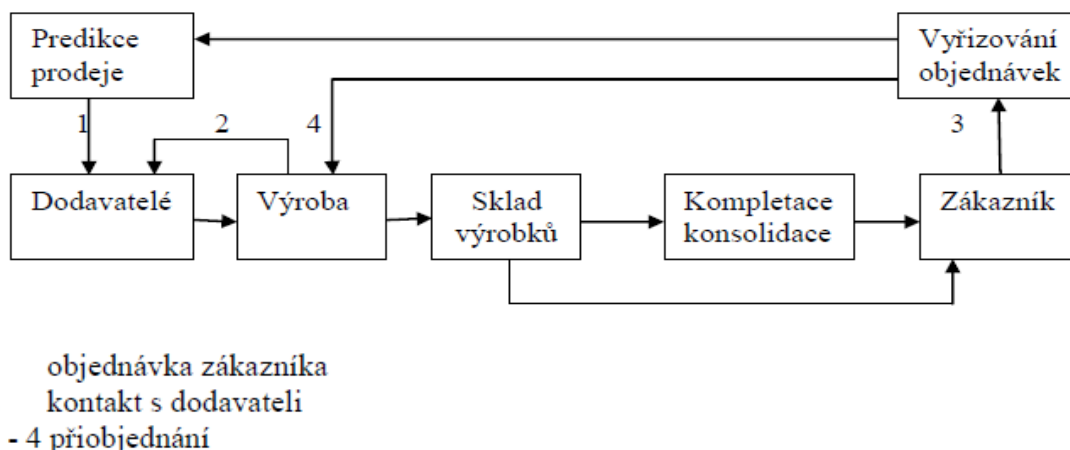 Predikce
prodeje
Vyřizování
objednávek
1
2
4
3
Dodavatelé
Výroba
Sklad
výrobků
Kompletace
konsolidace
Zákazník
objednávka zákazníka
kontakt s dodavateli
- 4 přiobjednání